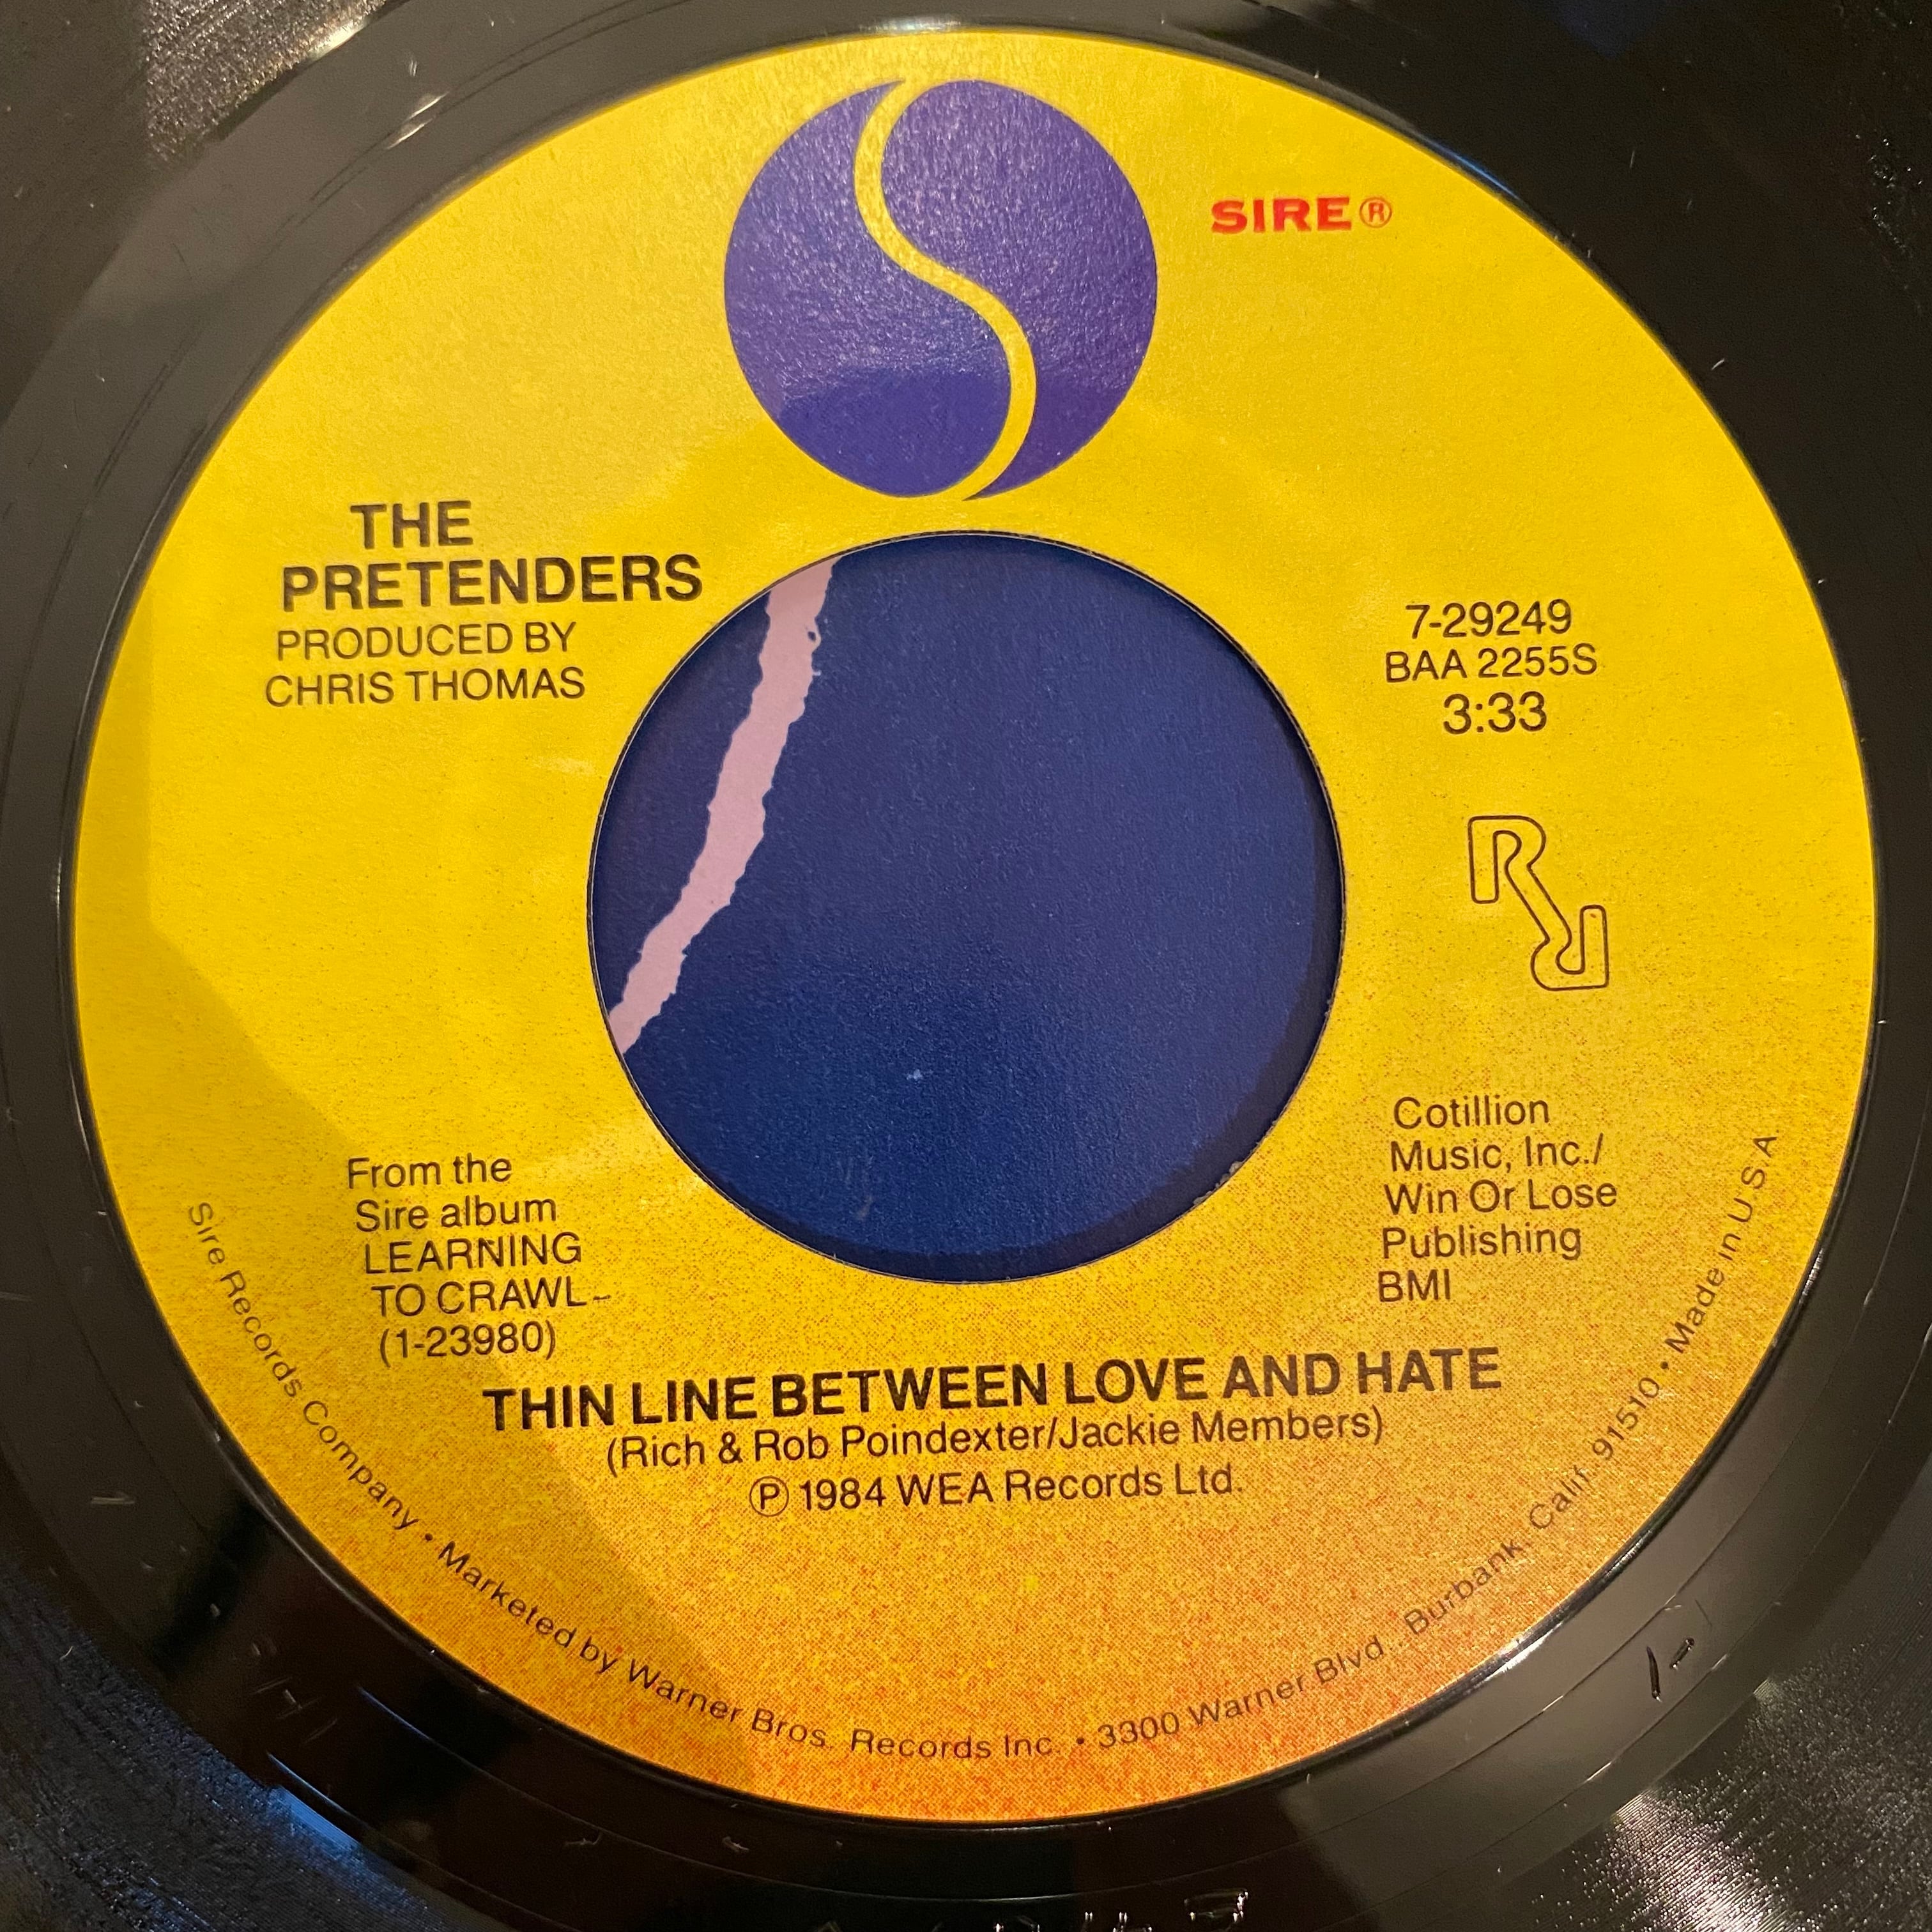 SIRE®
THE
PRETENDERS
PRODUCED BY
CHRIS THOMAS
7-29249
BAA 2255S
3:33
From the
Sire album
LEARNING
TO CRAWL-
(1-23980)
Cotillion
Music, Inc./
Win Or Lose
Publishing
BMI
THIN LINE BETWEEN LOVE AND HATE
(Rich & Rob Poindexter/Jackie Members)
Ⓟ 1984 WEA Records Ltd.
Sire Records Company • Marketed by Warner Bros. Records Inc. • 3300 Warner Blvd., Burbank, Calif. 91510 • Made in U S A